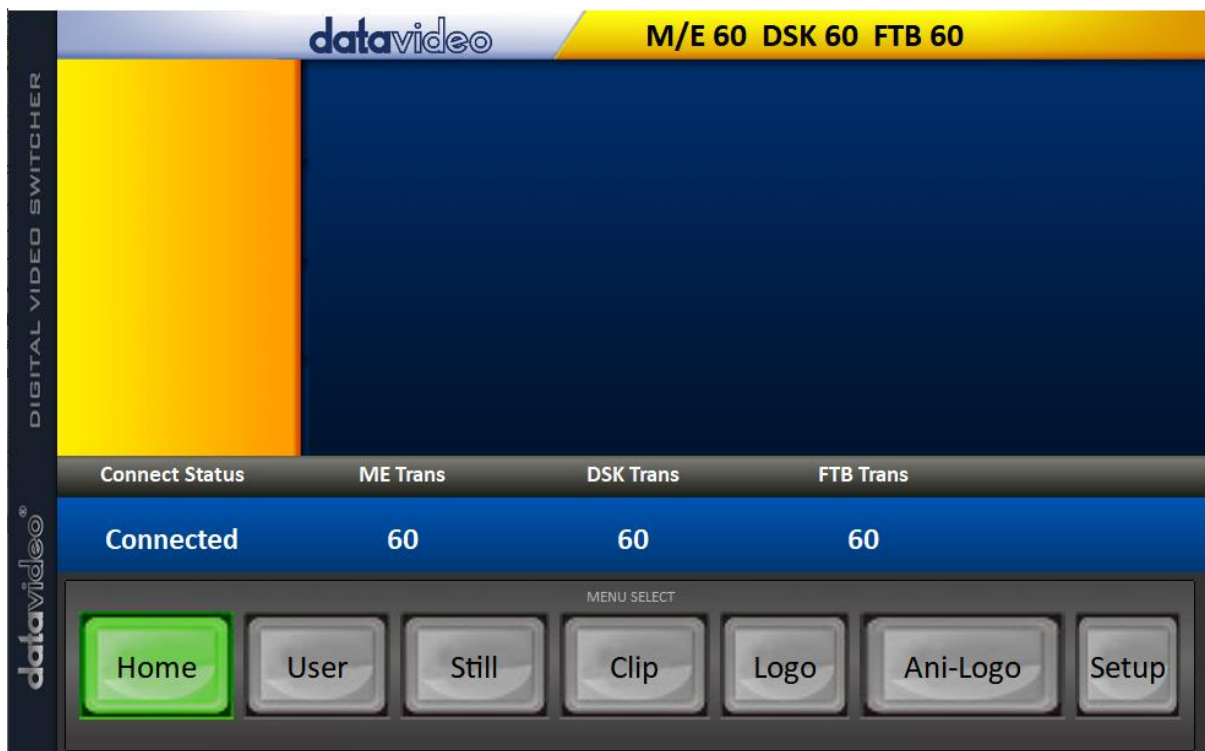 datavideo
M/E 60 DSK 60 FTB 60
DIGITAL VIDEO SWITCHER
datavideo®
Connect Status ME Trans DSK Trans FTB Trans
Connected 60 60 60
MENU SELECT
Home User Still Clip Logo Ani-Logo Setup